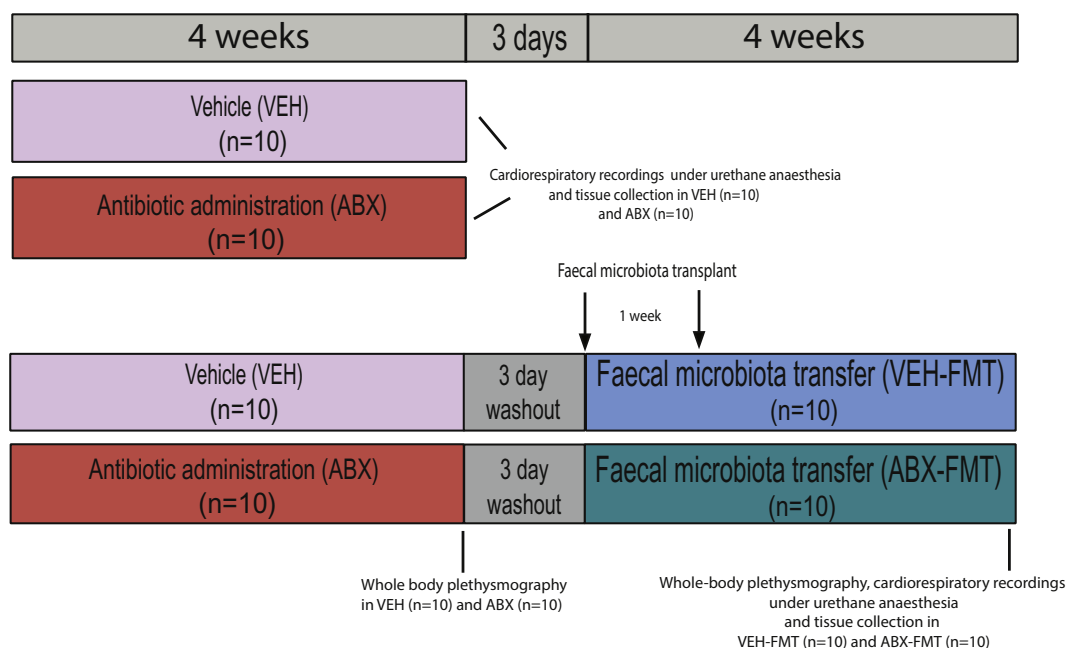 4 weeks
3 days
4 weeks
Vehicle (VEH)
(n=10)
Antibiotic administration (ABX)
(n=10)
Cardiorespiratory recordings under urethane anaesthesia
and tissue collection in VEH (n=10)
and ABX (n=10)
Faecal microbiota transplant
1 week
Vehicle (VEH)
(n=10)
3 day
washout
Faecal microbiota transfer (VEH-FMT)
(n=10)
Antibiotic administration (ABX)
(n=10)
3 day
washout
Faecal microbiota transfer (ABX-FMT)
(n=10)
Whole body plethysmography
in VEH (n=10) and ABX (n=10)
Whole-body plethysmography, cardiorespiratory recordings
under urethane anaesthesia
and tissue collection in
VEH-FMT (n=10) and ABX-FMT (n=10)